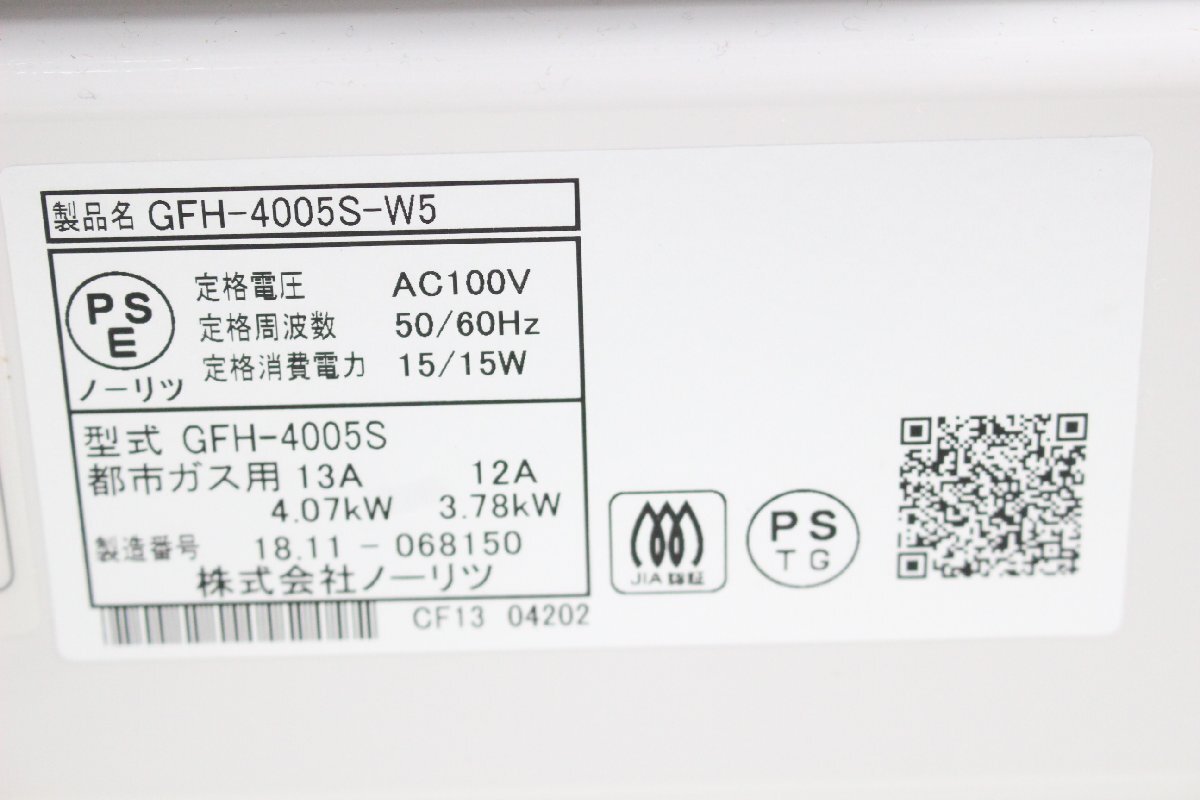 製品名 GFH-4005S-W5
PS
E
ノーリツ
定格電圧 AC100V
定格周波数 50/60Hz
定格消費電力 15/15W
型式 GFH-4005S
都市ガス用 13A 12A
4.07kW 3.78kW
製造番号 18.11 - 068150
株式会社ノーリツ
CF13 04202
JIA 認証
PS
TG